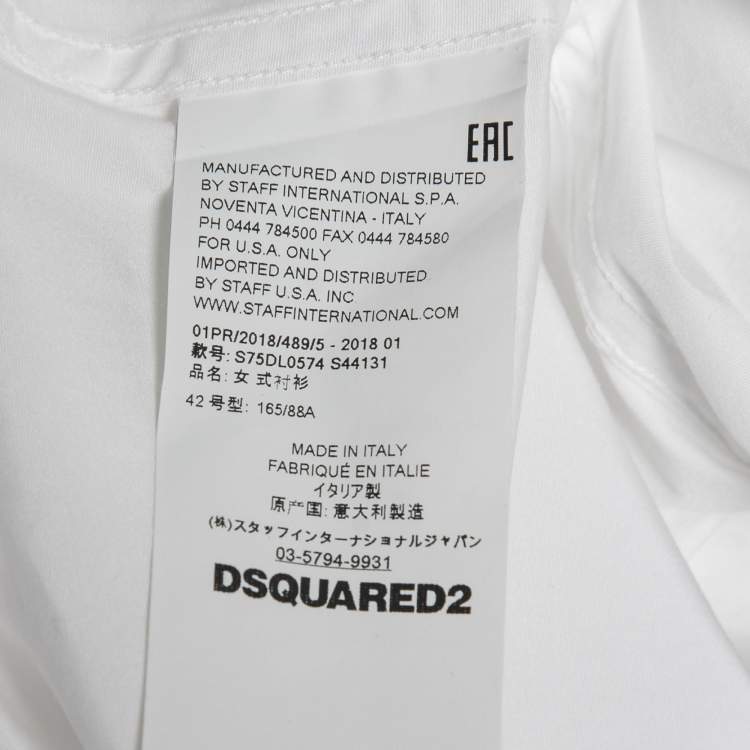 EAC
MANUFACTURED AND DISTRIBUTED
BY STAFF INTERNATIONAL S.P.A.
NOVENTA VICENTINA - ITALY
PH 0444 784500 FAX 0444 784580
FOR U.S.A. ONLY
IMPORTED AND DISTRIBUTED
BY STAFF U.S.A. INC
WWW.STAFFINTERNATIONAL.COM
01PR/2018/489/5 - 2018 01
款号: S75DL0574 S44131
品名: 女式衬衫
42 号型: 165/88A
MADE IN ITALY
FABRIQUÉ EN ITALIE
イタリア製
原产国: 意大利製造
(株)スタッフインターナショナルジャパン
03-5794-9931
DSQUARED2